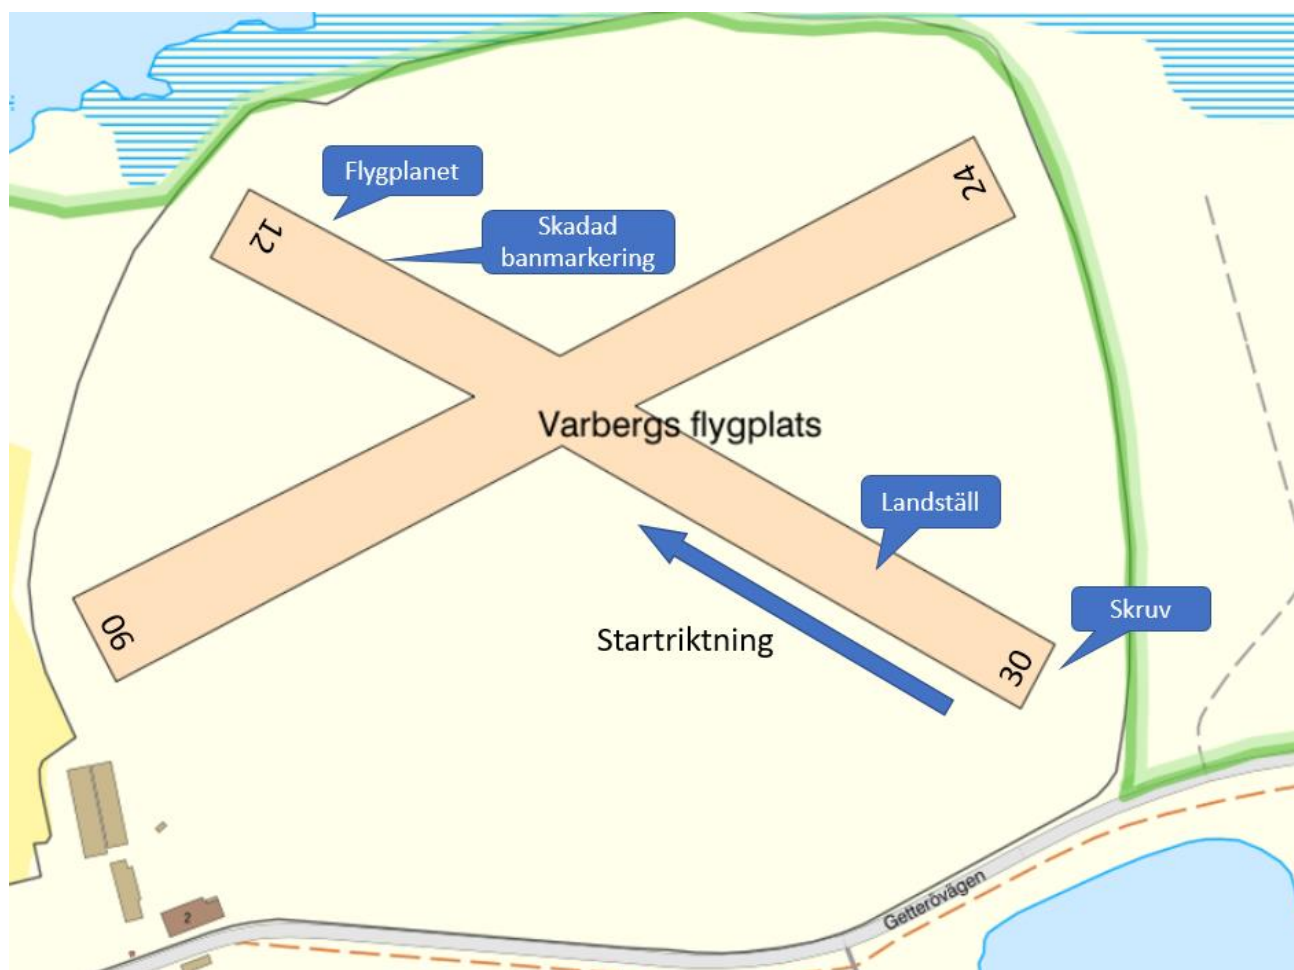 Flygplanet
24
12
Skadad
banmarkering
Varbergs flygplats
Landställ
Skruv
06
Startriktning
30
2
Getterövägen